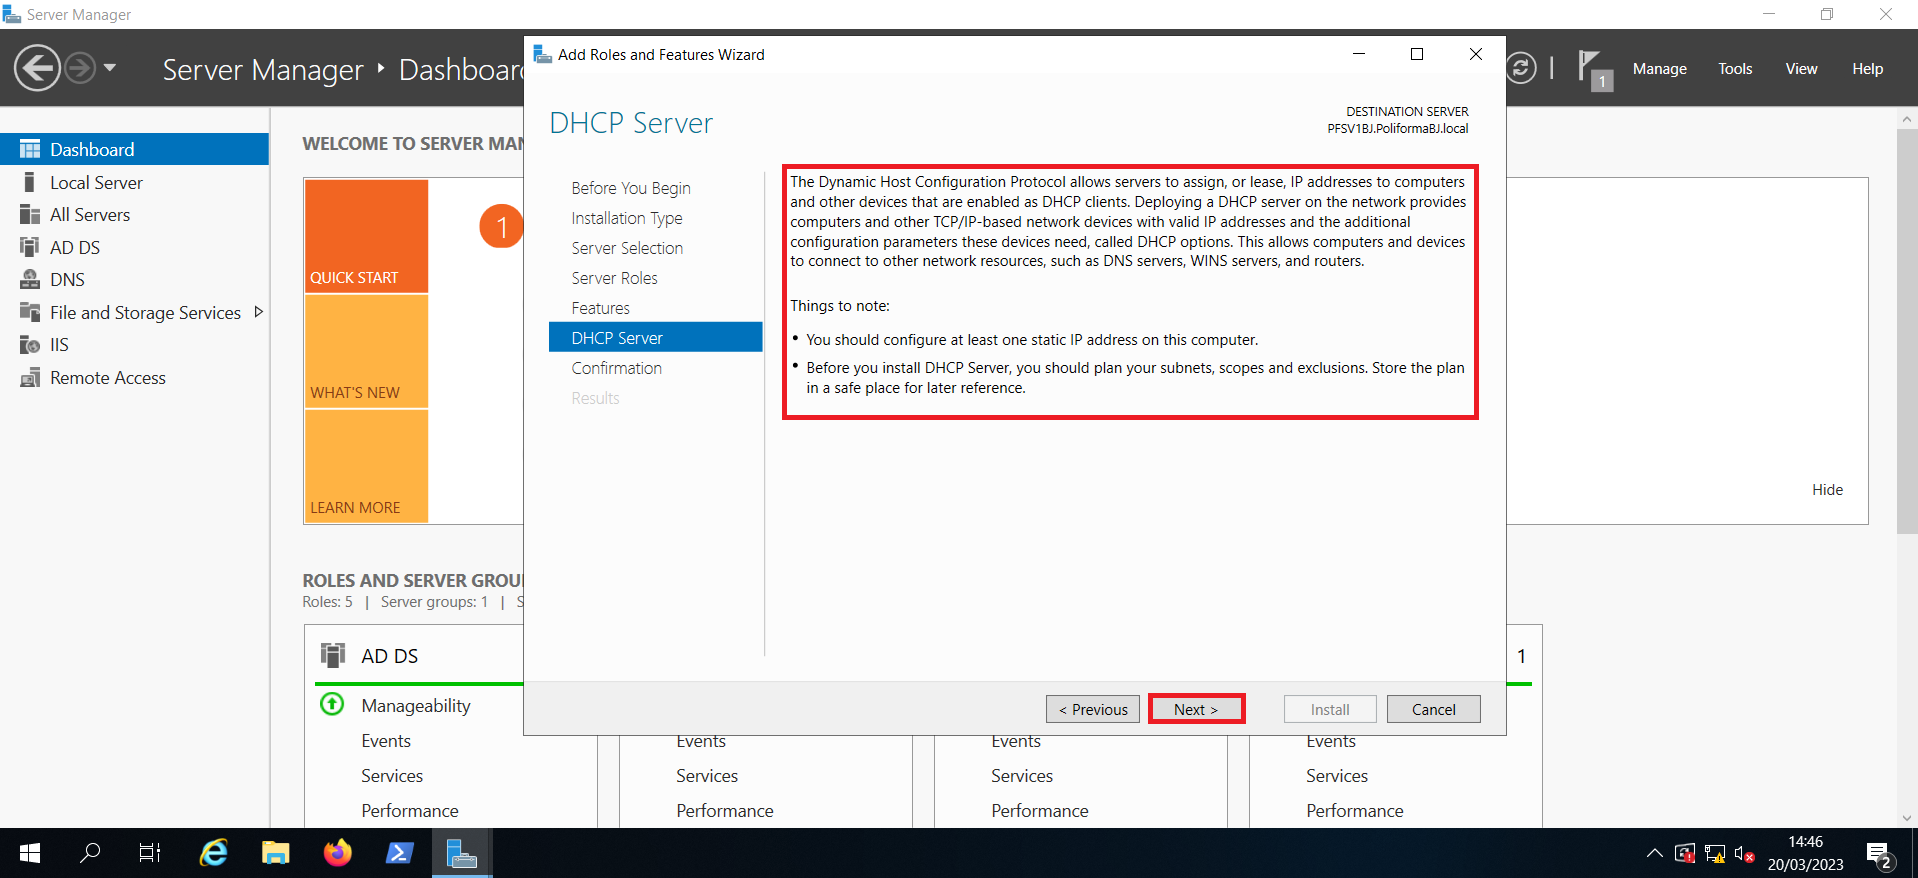 Server Manager
Server Manager
Dashboard
1
Manage
Tools
View
Help
Dashboard
Local Server
All Servers
AD DS
DNS
File and Storage Services
IIS
Remote Access
WELCOME TO SERVER MAN
QUICK START
WHAT'S NEW
LEARN MORE
1
Hide
ROLES AND SERVER GROU
Roles: 5 | Server groups: 1 | S
AD DS
1
Manageability
Events
Services
Performance
Events
Services
Performance
Events
Services
Performance
Events
Services
Performance
Add Roles and Features Wizard
DHCP Server
DESTINATION SERVER
PFSV1BJ.PoliformaBJ.local
Before You Begin
Installation Type
Server Selection
Server Roles
Features
DHCP Server
Confirmation
Results
The Dynamic Host Configuration Protocol allows servers to assign, or lease, IP addresses to computers
and other devices that are enabled as DHCP clients. Deploying a DHCP server on the network provides
computers and other TCP/IP-based network devices with valid IP addresses and the additional
configuration parameters these devices need, called DHCP options. This allows computers and devices
to connect to other network resources, such as DNS servers, WINS servers, and routers.
Things to note:
• You should configure at least one static IP address on this computer.
• Before you install DHCP Server, you should plan your subnets, scopes and exclusions. Store the plan
in a safe place for later reference.
< Previous
Next >
Install
Cancel
14:46
20/03/2023
2